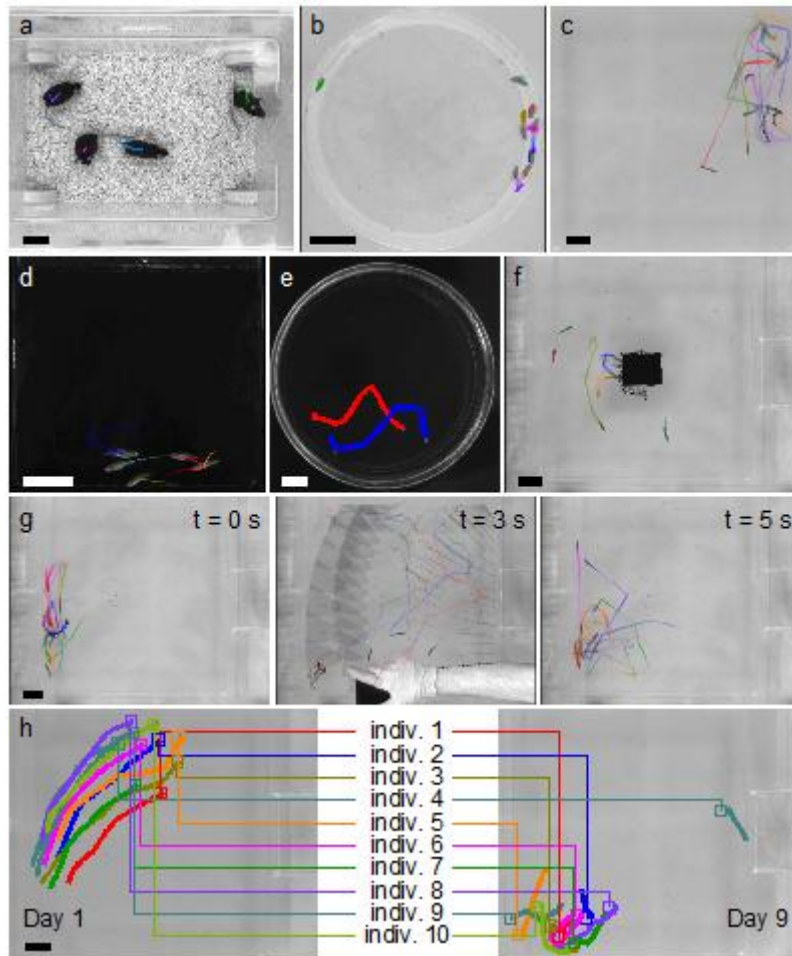 a
b
c
d
e
f
g
t = 0 s
t = 3 s
t = 5 s
h
indiv. 1
indiv. 2
indiv. 3
indiv. 4
indiv. 5
indiv. 6
indiv. 7
indiv. 8
indiv. 9
indiv. 10
Day 1
Day 9